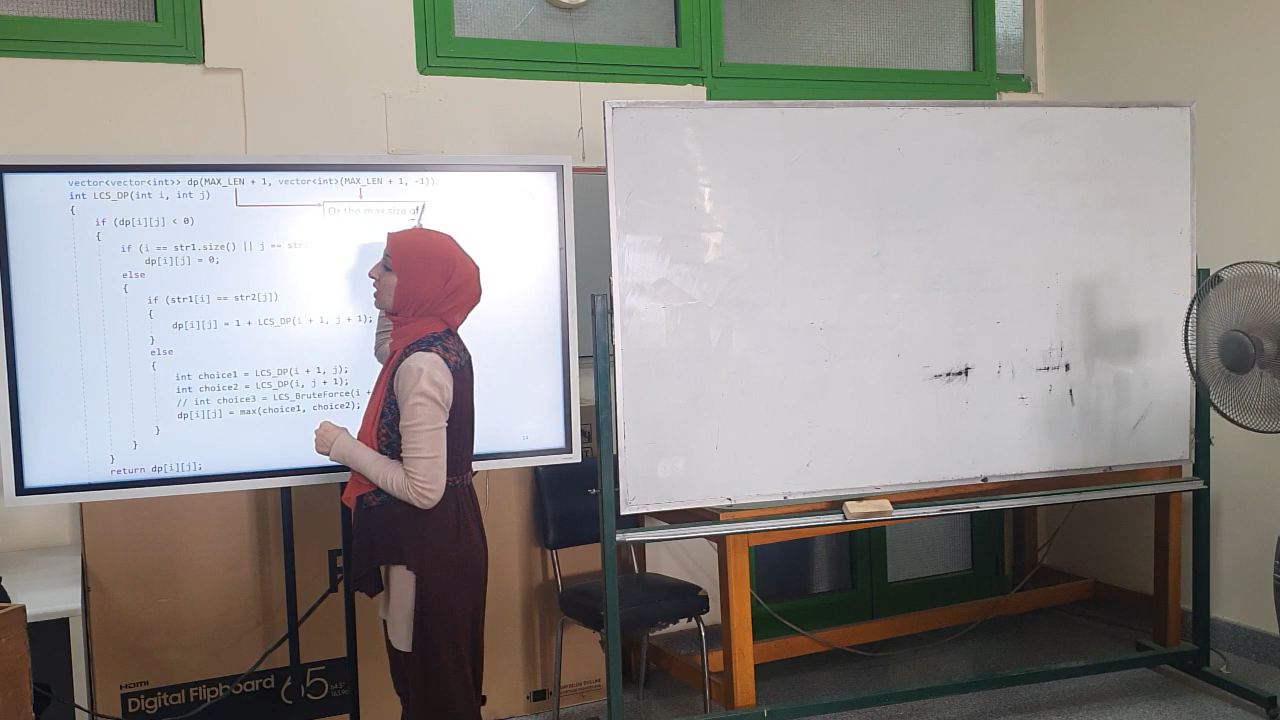 vector<vector<int>> dp(MAX_LEN + 1, vector<int>(MAX_LEN + 1, -1));
int LCS_DP(int i, int j)
{
Or the max size of
if (dp[i][j] < 0)
{
if (i == str1.size() || j == str
dp[i][j] = 0;
else
{
if (str1[i] == str2[j])
{
dp[i][j] = 1 + LCS_DP(i + 1, j + 1);
}
else
{
int choice1 = LCS_DP(i + 1, j);
int choice2 = LCS_DP(i, j + 1);
// int choice3 = LCS_BruteForce(i +
dp[i][j] = max(choice1, choice2);
}
}
}
return dp[i][j];
HDMI
Digital Flipboard 65